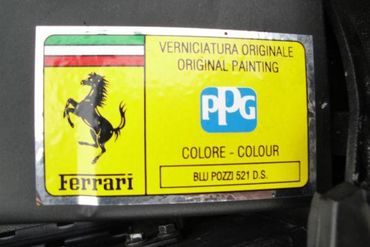 VERNICIATURA ORIGINALE
ORIGINAL PAINTING
PPG
COLORE - COLOUR
BLU POZZI 521 D.S.
Ferrari